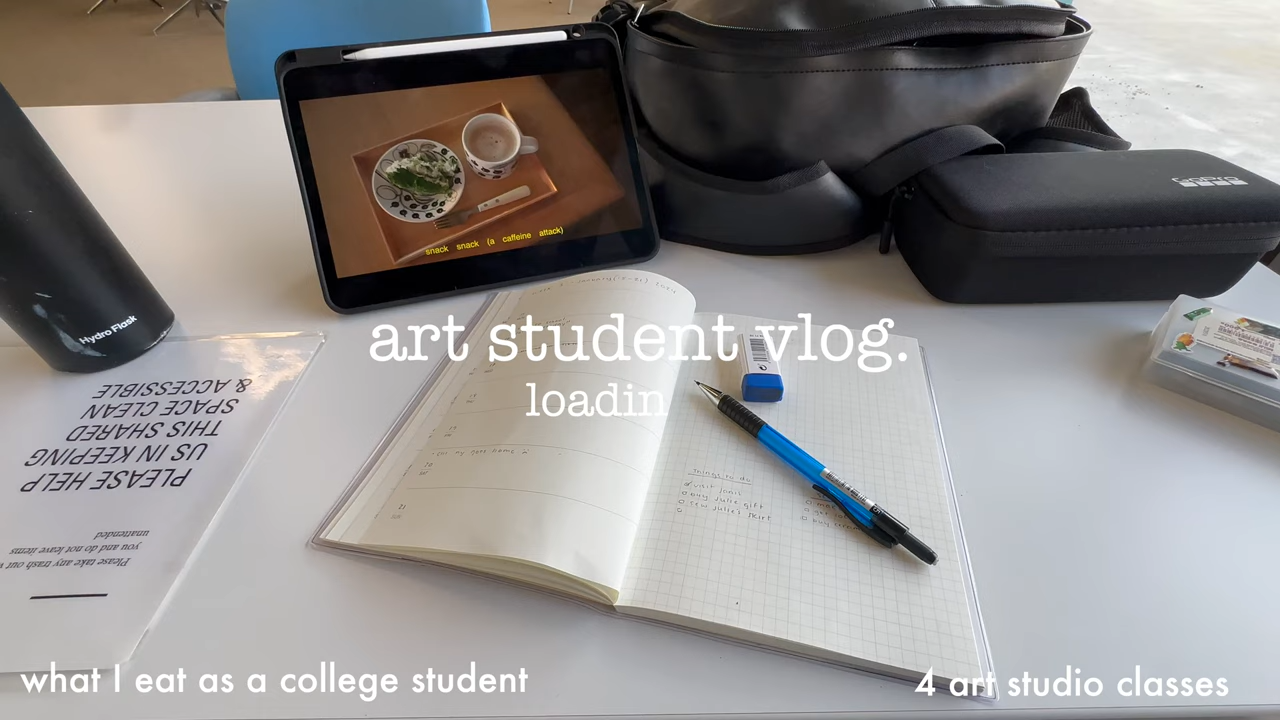 snack snack (a caffeine attack)
GoPro
Hydro Flask
art student vlog.
loadin
PLEASE HELP
US IN KEEPING
THIS SHARED
SPACE CLEAN
& ACCESSIBLE
Please take any trash out
you and do not leave items
unattended
Things to do
visit Janis
buy Julie gift
sew Julie's skirt
what I eat as a college student
4 art studio classes